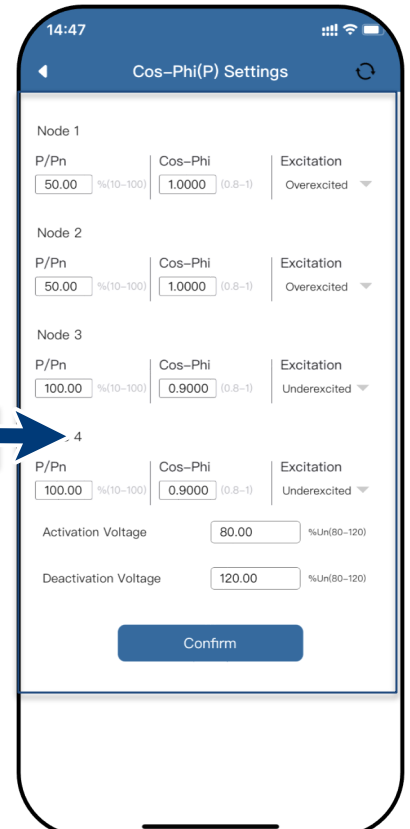 14:47
Cos-Phi(P) Settings
Node 1
P/Pn Cos-Phi Excitation
50.00 %(10-100) 1.0000 (0.8-1) Overexcited
Node 2
P/Pn Cos-Phi Excitation
50.00 %(10-100) 1.0000 (0.8-1) Overexcited
Node 3
P/Pn Cos-Phi Excitation
100.00 %(10-100) 0.9000 (0.8-1) Underexcited
4
P/Pn Cos-Phi Excitation
100.00 %(10-100) 0.9000 (0.8-1) Underexcited
Activation Voltage 80.00 %Un(80-120)
Deactivation Voltage 120.00 %Un(80-120)
Confirm